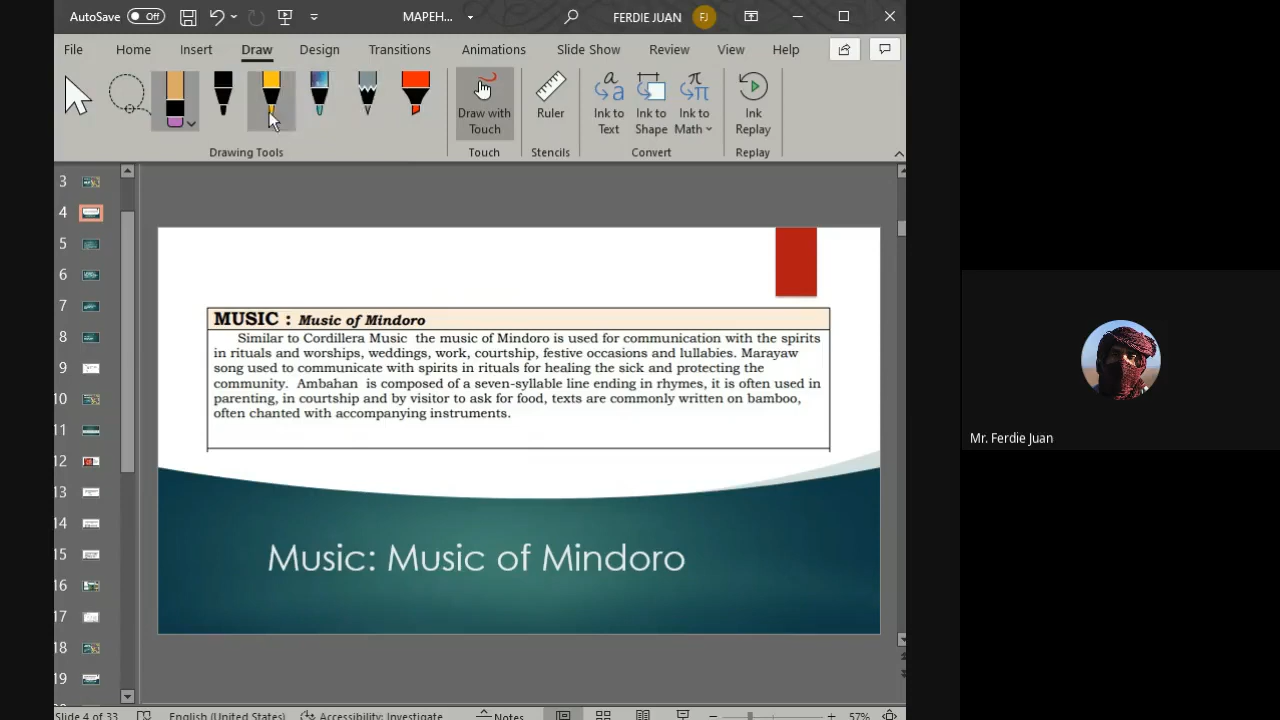 AutoSave Off MAPEH... FERDIE JUAN FJ
File Home Insert Draw Design Transitions Animations Slide Show Review View Help
Draw with Touch
Ruler
Ink to Text
Ink to Shape
Ink to Math
Ink Replay
Drawing Tools Touch Stencils Convert Replay
3
4
5
6
7
8
9
10
11
12
13
14
15
16
17
18
19
MUSIC : Music of Mindoro
Similar to Cordillera Music the music of Mindoro is used for communication with the spirits
in rituals and worships, weddings, work, courtship, festive occasions and lullabies. Marayaw
song used to communicate with spirits in rituals for healing the sick and protecting the
community. Ambahan is composed of a seven-syllable line ending in rhymes, it is often used in
parenting, in courtship and by visitor to ask for food, texts are commonly written on bamboo,
often chanted with accompanying instruments.
Music: Music of Mindoro
Mr. Ferdie Juan
Slide 4 of 33 English (United States) Accessibility: Investigate Notes 57%